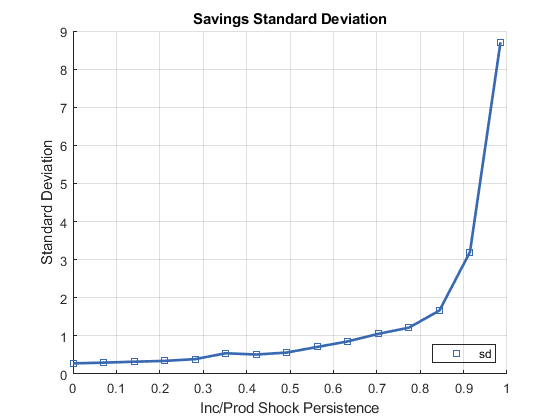 Savings Standard Deviation
9
8
7
6
5
4
3
2
1
0
Standard Deviation
sd
0 0.1 0.2 0.3 0.4 0.5 0.6 0.7 0.8 0.9 1
Inc/Prod Shock Persistence